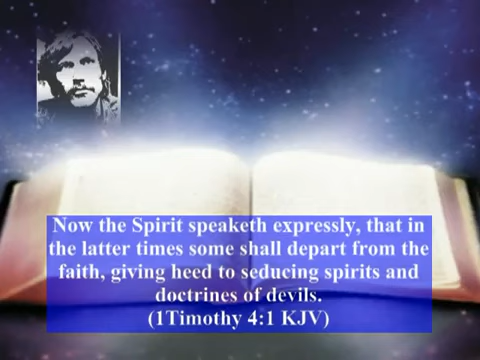 Now the Spirit speaketh expressly, that in
the latter times some shall depart from the
faith, giving heed to seducing spirits and
doctrines of devils.
(1Timothy 4:1 KJV)